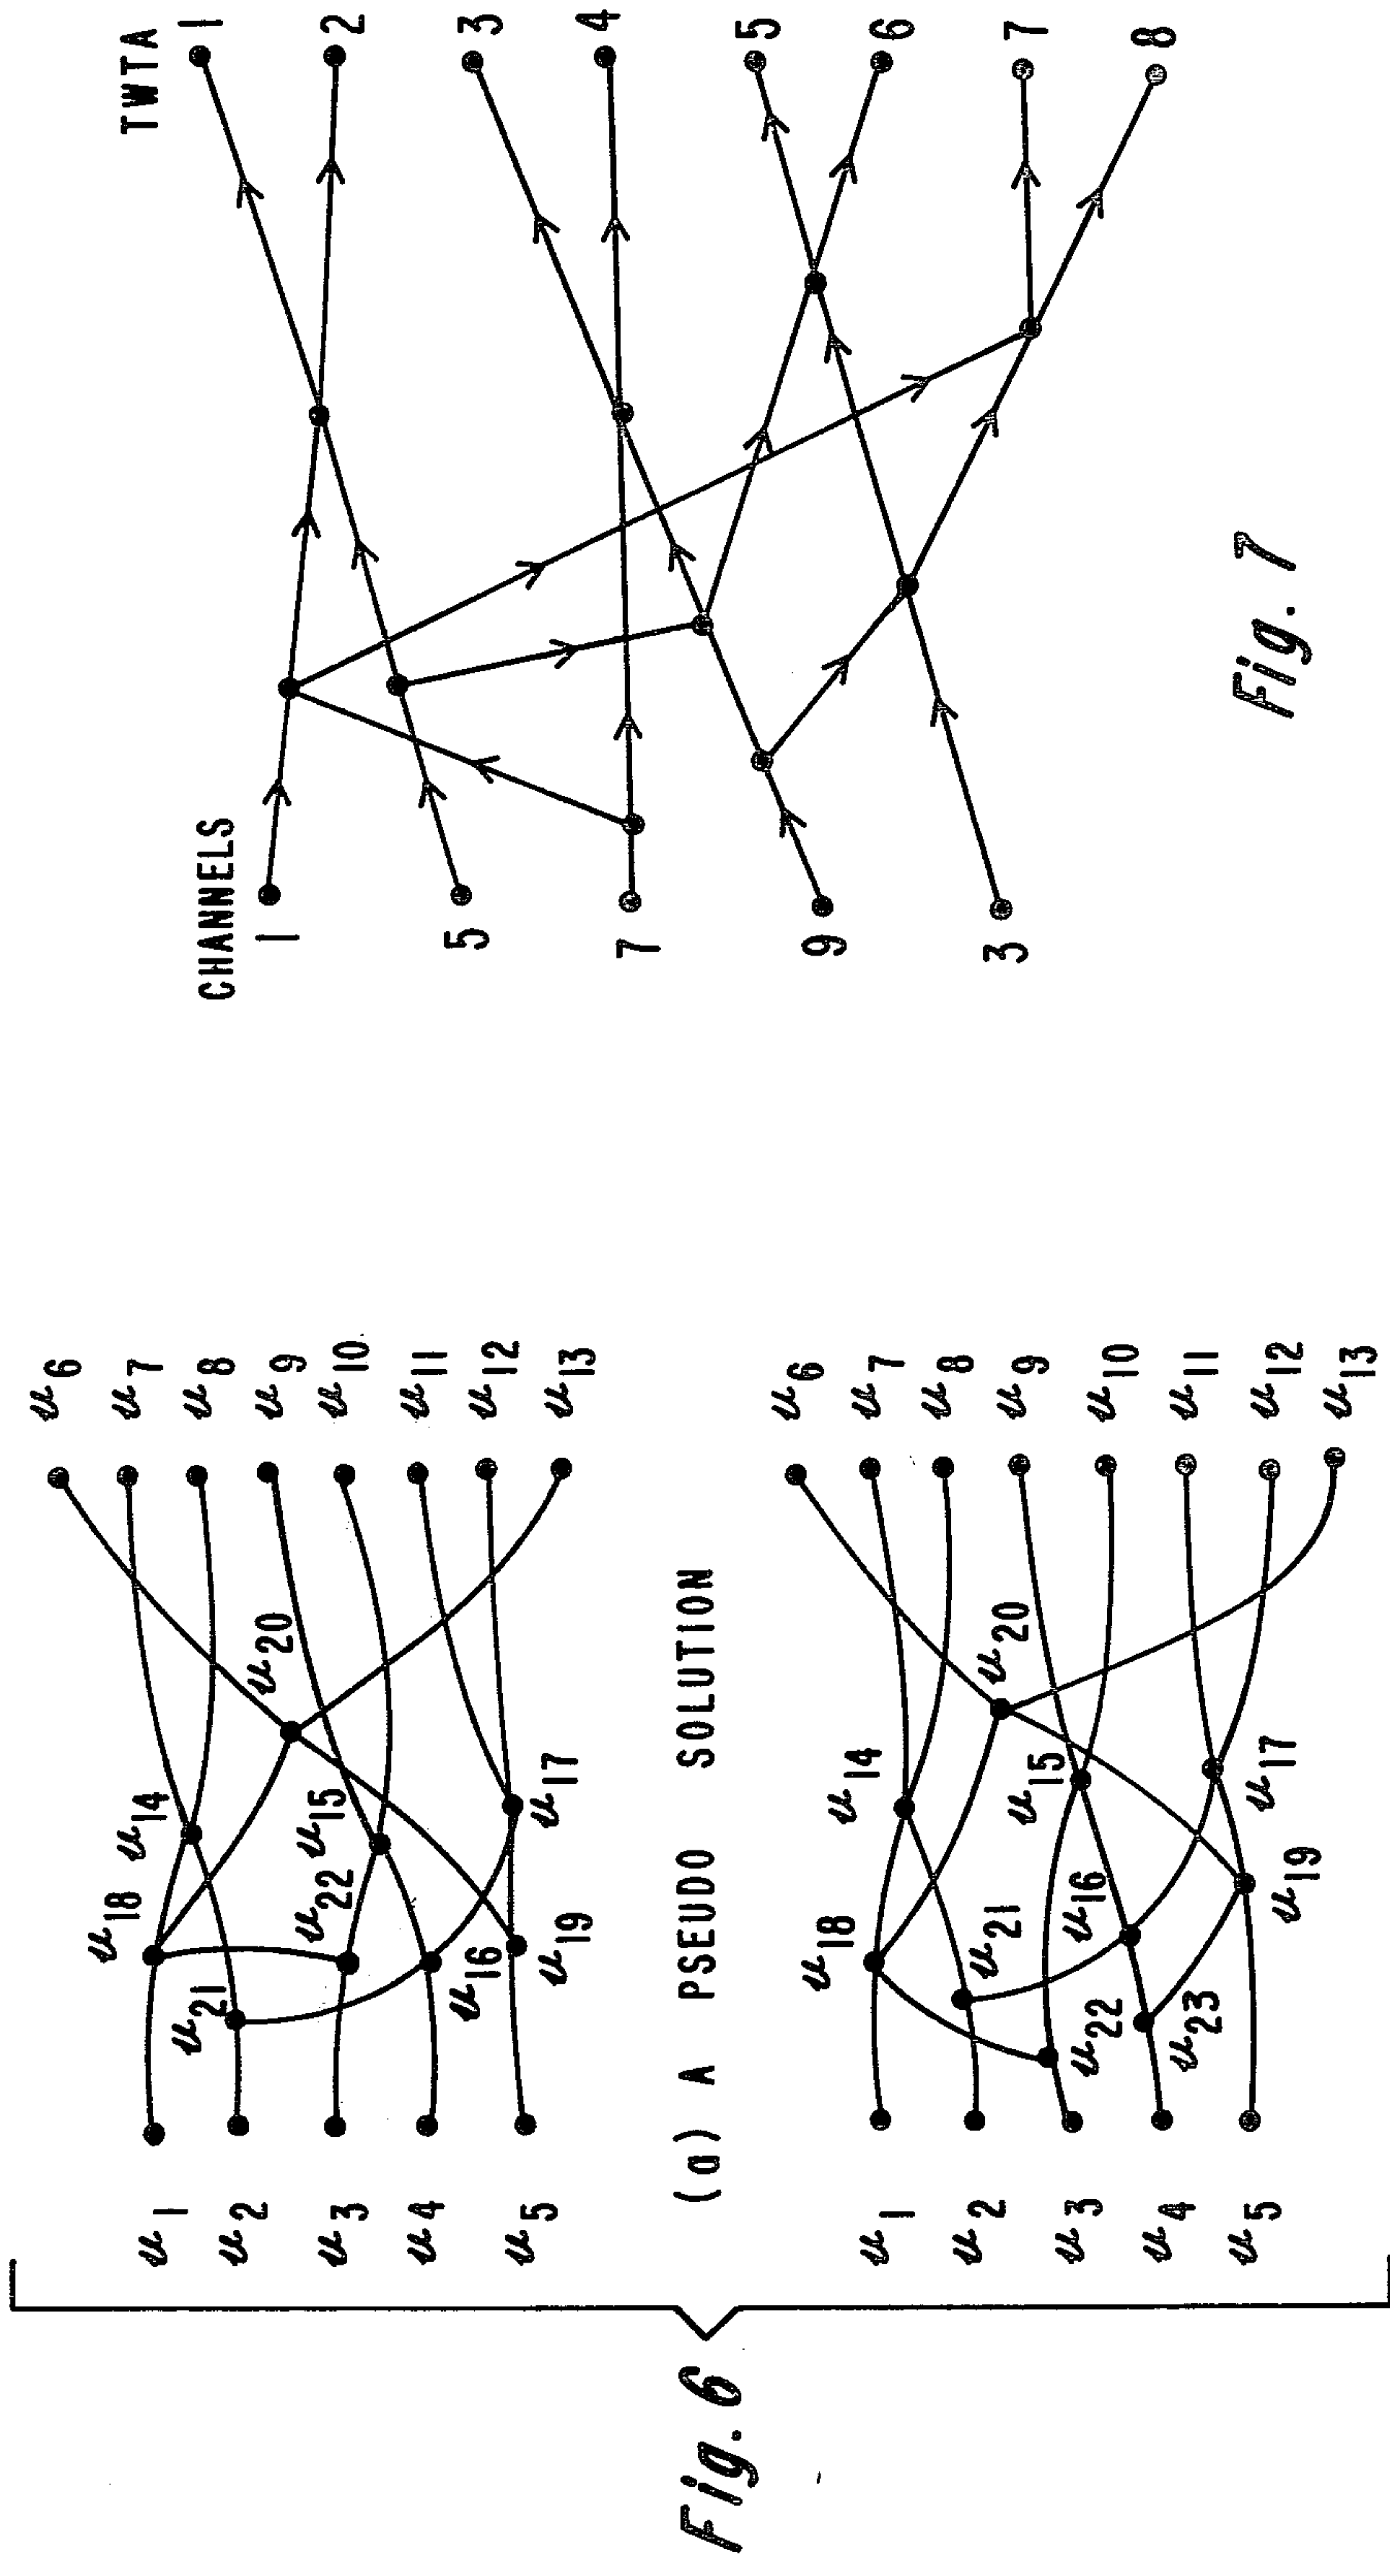 CHANNELS
TWTA
1
5
7
9
3
1
2
3
4
5
6
7
8
Fig. 7
u1
u2
u3
u4
u5
u6
u7
u8
u9
u10
u11
u12
u13
u18
u14
u20
u21
u22
u15
u16
u17
u19
(a) A PSEUDO SOLUTION
u1
u2
u3
u4
u5
u6
u7
u8
u9
u10
u11
u12
u13
u18
u14
u20
u21
u15
u22
u16
u23
u17
u19
Fig. 6